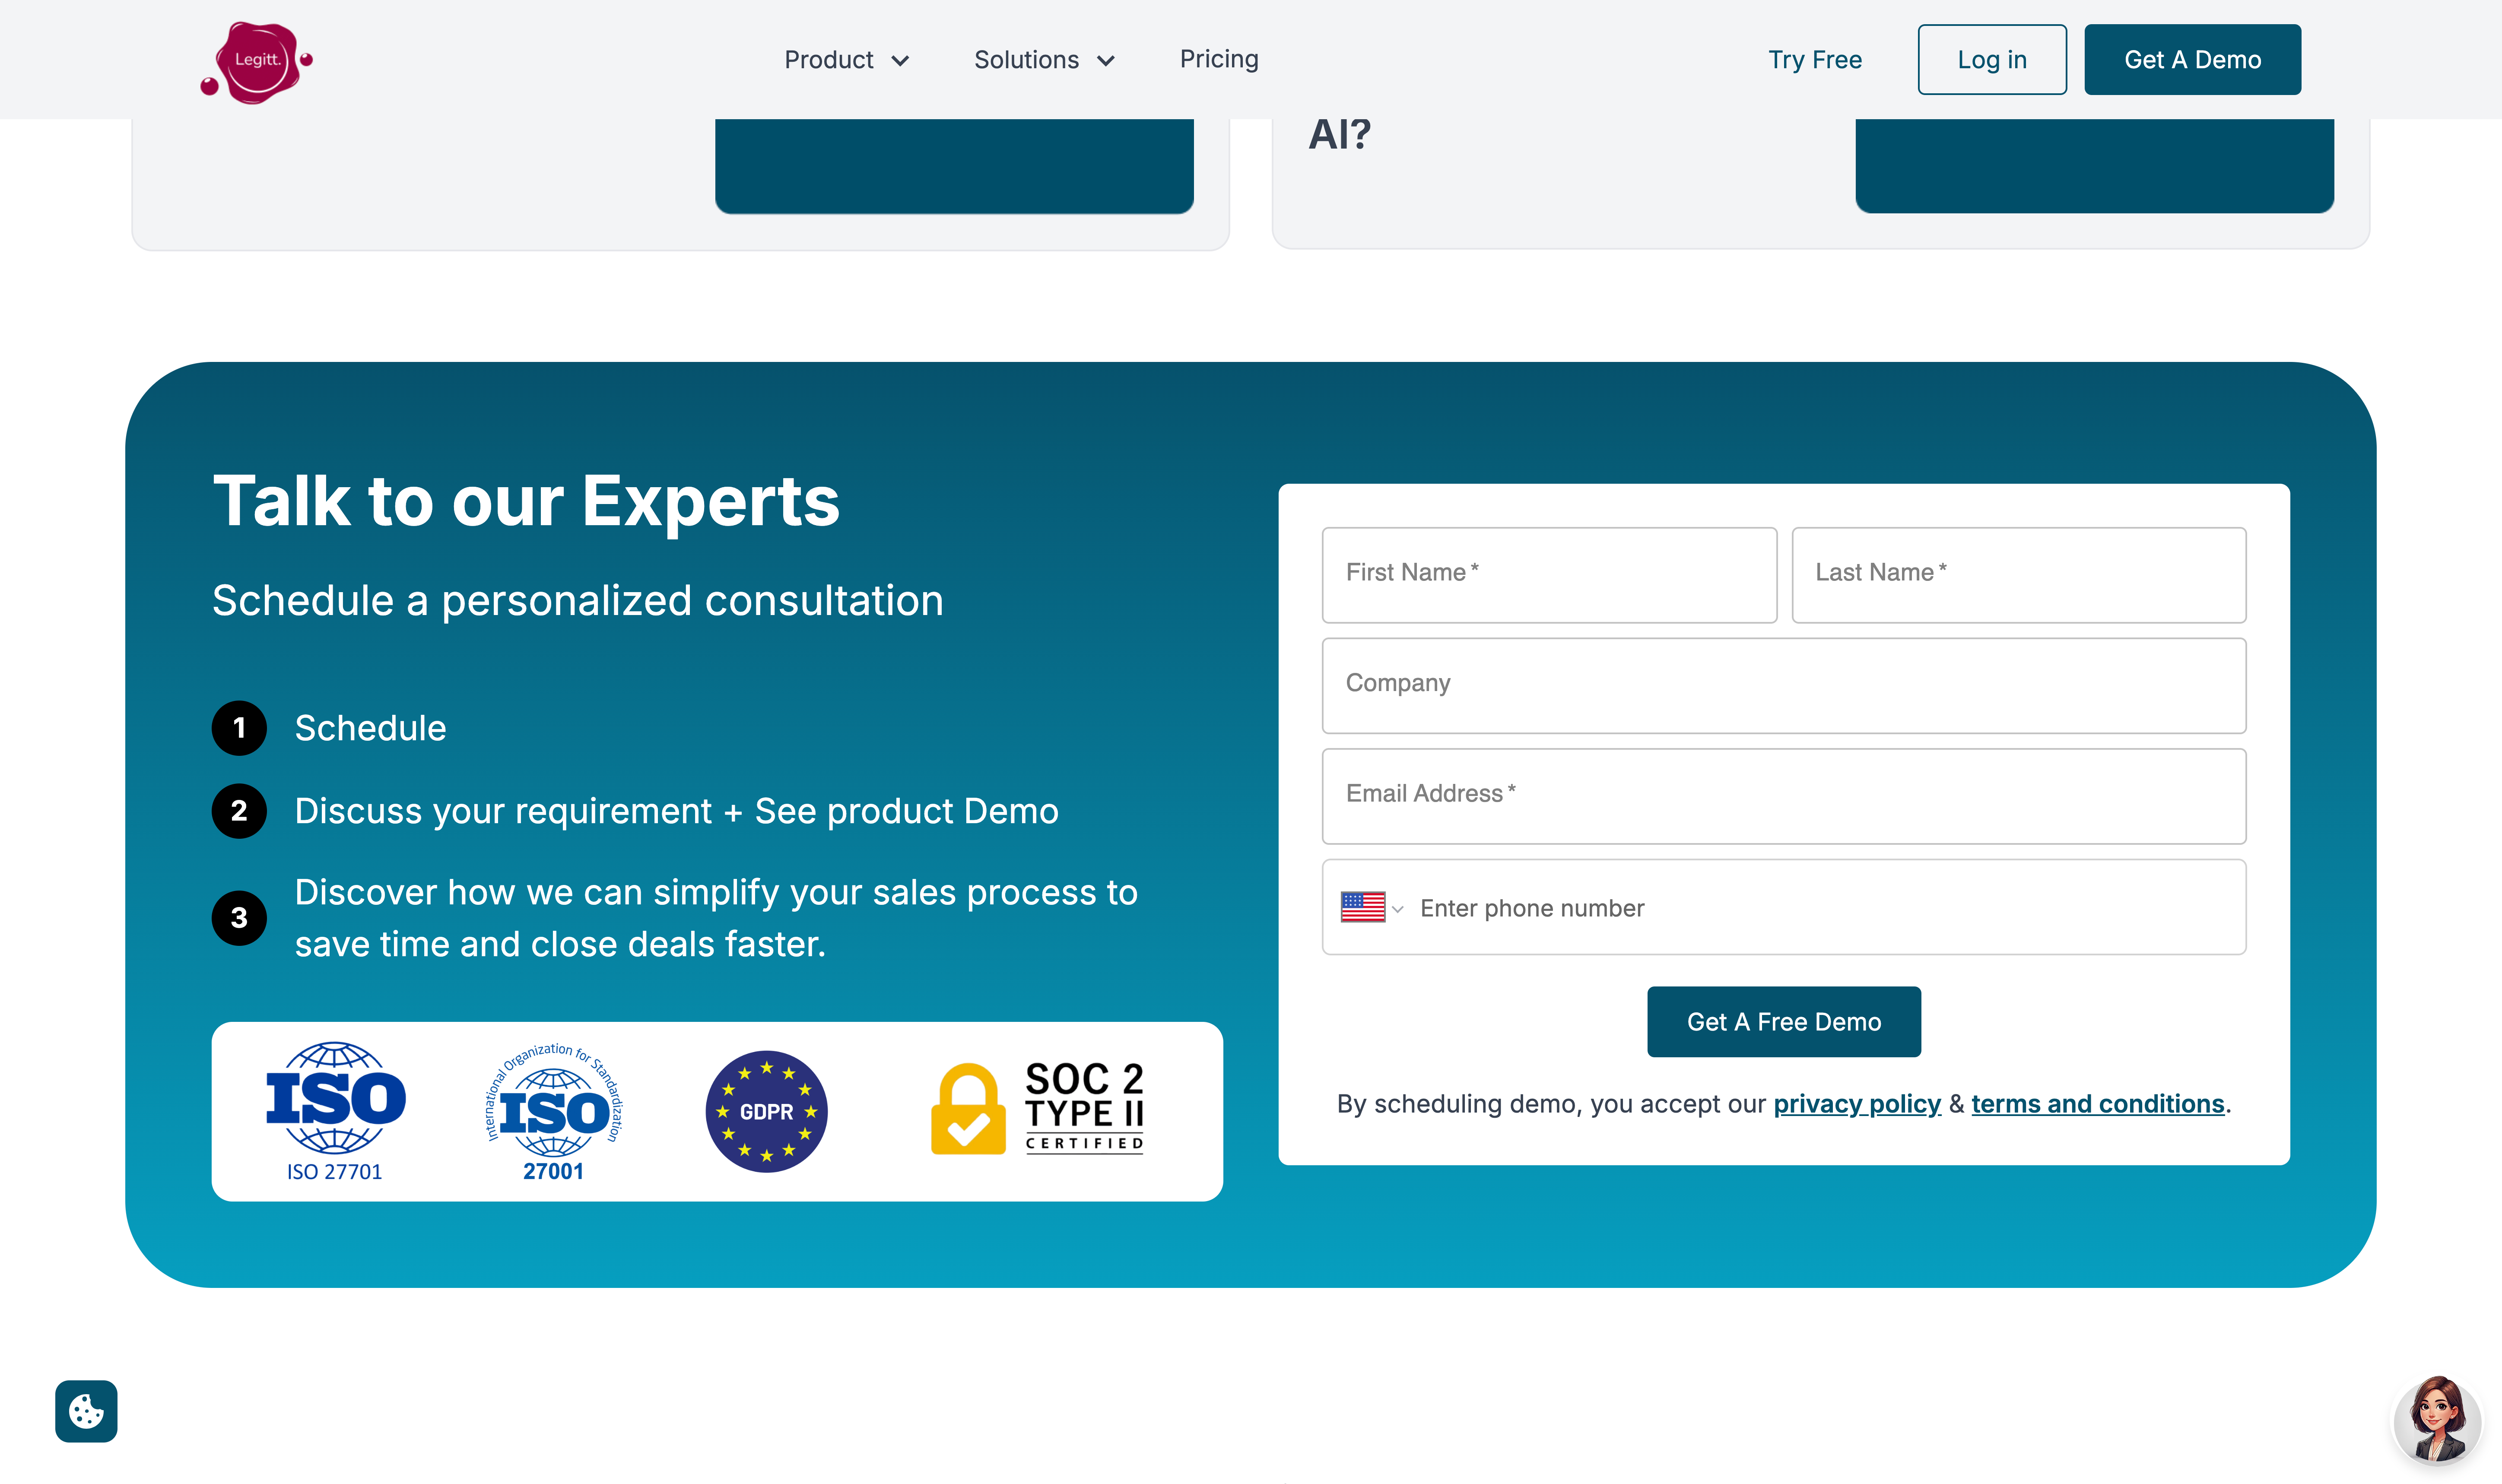 Legitt.
Product
Solutions
Pricing
Try Free
Log in
Get A Demo
AI?
Talk to our Experts
Schedule a personalized consultation
1 Schedule
2 Discuss your requirement + See product Demo
3 Discover how we can simplify your sales process to
save time and close deals faster.
ISO
ISO 27701
International Organization for Standardization
ISO
27001
GDPR
SOC 2
TYPE II
CERTIFIED
First Name *
Last Name *
Company
Email Address *
Enter phone number
Get A Free Demo
By scheduling demo, you accept our privacy policy & terms and conditions.